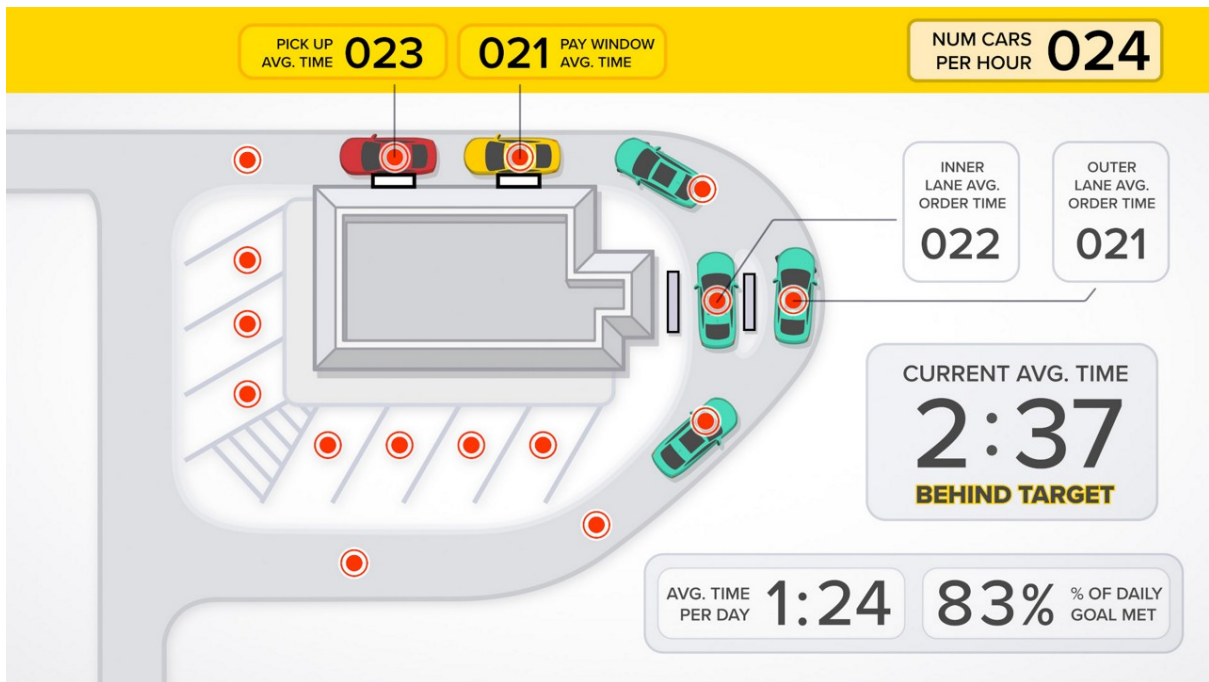 PICK UP
AVG. TIME
023
021
PAY WINDOW
AVG. TIME
NUM CARS
PER HOUR
024
INNER
LANE AVG.
ORDER TIME
022
OUTER
LANE AVG.
ORDER TIME
021
CURRENT AVG. TIME
2:37
BEHIND TARGET
AVG. TIME
PER DAY
1:24
83%
% OF DAILY
GOAL MET